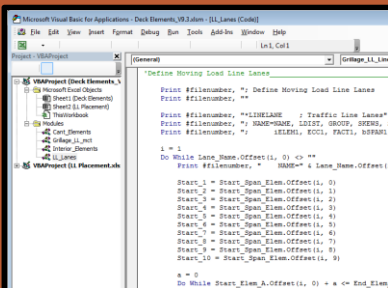 Microsoft Visual Basic for Applications - Deck Elements_V9.3.xlsm - [LL_Lanes (Code)]
File Edit View Insert Format Debug Run Tools Add-Ins Window Help
Ln 1, Col 1
Project - VBAProject
VBAProject (Deck Elements_V
Microsoft Excel Objects
Sheet1 (Deck Elements)
Sheet2 (LL Placement)
ThisWorkbook
Modules
Cant_Elements
Grillage_LL_mct
Interior_Elements
LL_Lanes
VBAProject (LL Placement.xls
(General)
Grillage_LL_Line
'Define Moving Load Line Lanes
Print #filenumber, "; Define Moving Load Line Lanes
Print #filenumber, ""
Print #filenumber, "*LINELANE ; Traffic Line Lanes"
Print #filenumber, "; NAME=NAME, LDIST, GROUP, SKEWS,
Print #filenumber, "; iELEM1, ECC1, FACT1, bSPAN1
i = 1
Do While Lane_Name.Offset(i, 0) <> ""
Print #filenumber, " NAME=" & Lane_Name.Offset(
Start_1 = Start_Span_Elem.Offset(i, 0)
Start_2 = Start_Span_Elem.Offset(i, 1)
Start_3 = Start_Span_Elem.Offset(i, 2)
Start_4 = Start_Span_Elem.Offset(i, 3)
Start_5 = Start_Span_Elem.Offset(i, 4)
Start_6 = Start_Span_Elem.Offset(i, 5)
Start_7 = Start_Span_Elem.Offset(i, 6)
Start_8 = Start_Span_Elem.Offset(i, 7)
Start_9 = Start_Span_Elem.Offset(i, 8)
Start_10 = Start_Span_Elem.Offset(i, 9)
a = 0
Do While Start_Elem_A.Offset(i, 0) + a <= End_Elem